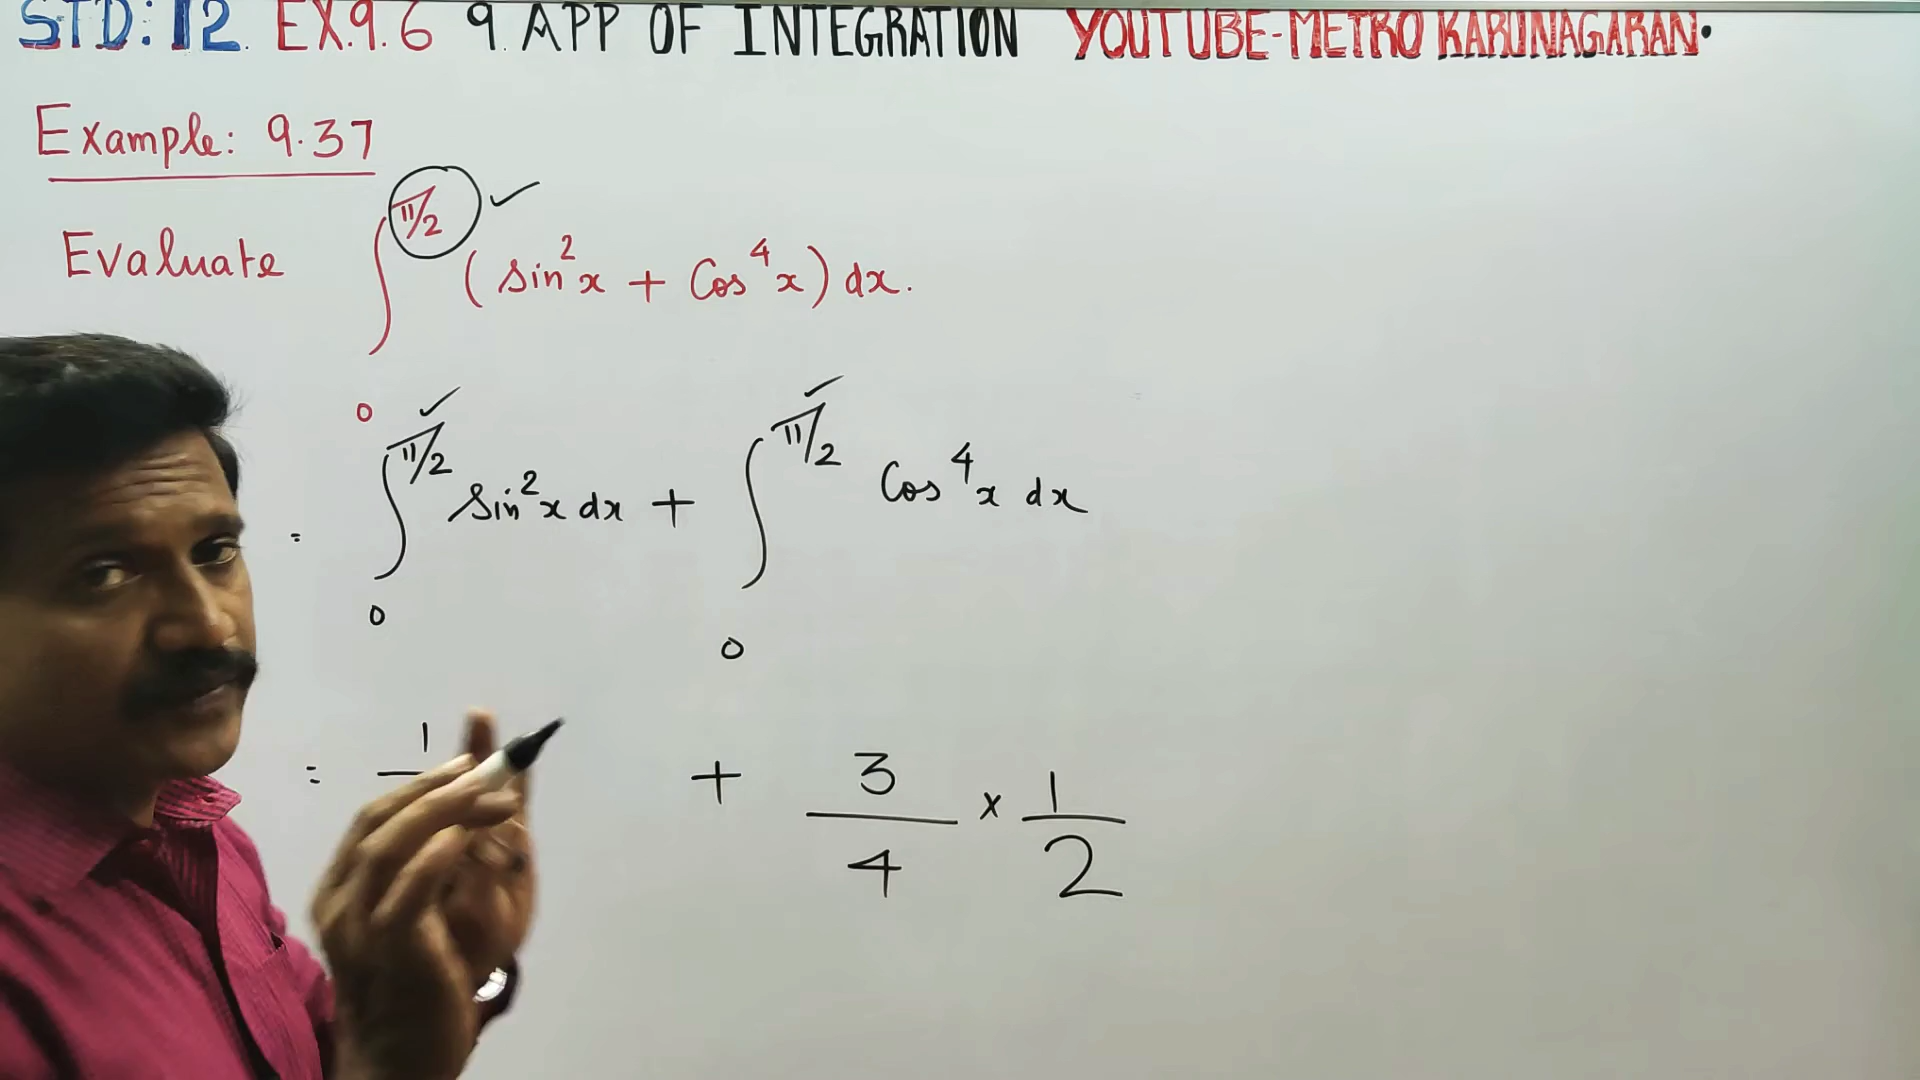 STD: 12. EX.9.6 9. APP OF INTEGRATION YOUTUBE-METRO KARUNAGARAN.
Example: 9.37
Evaluate ∫₀^(π/2) (sin²x + Cos⁴x) dx.
= ∫₀^(π/2) sin²x dx + ∫₀^(π/2) Cos⁴x dx
= 1 + 3/4 × 1/2